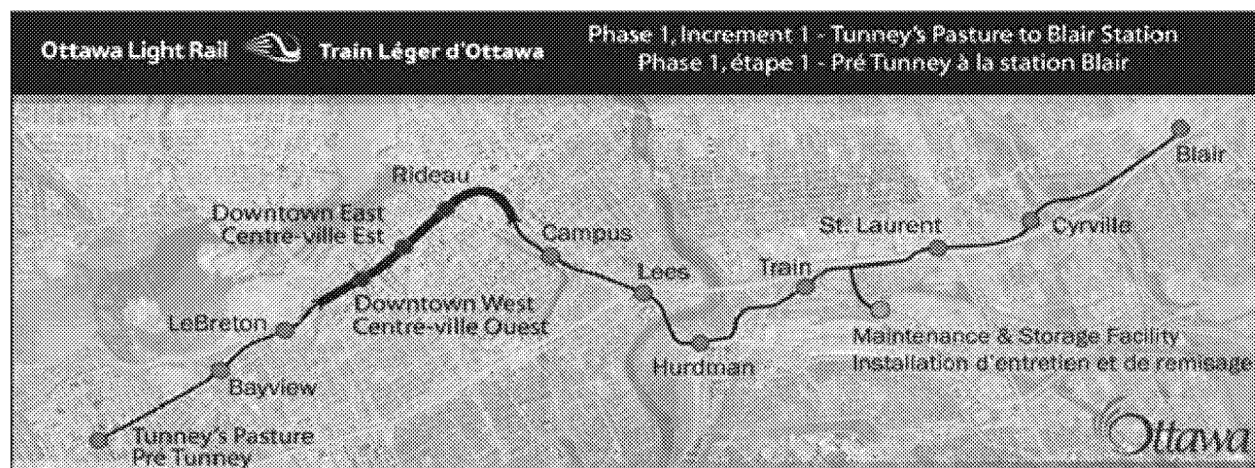 Ottawa Light Rail Train Léger d'Ottawa
Phase 1, Increment 1 - Tunney's Pasture to Blair Station
Phase 1, étape 1 - Pré Tunney à la station Blair
Blair
Rideau
Downtown East
Centre-ville Est
Campus
St. Laurent
Cyrville
Lees
Train
Downtown West
Centre-ville Ouest
LeBreton
Maintenance & Storage Facility
Installation d'entretien et de remisage
Hurdman
Bayview
Tunney's Pasture
Pré Tunney
Ottawa